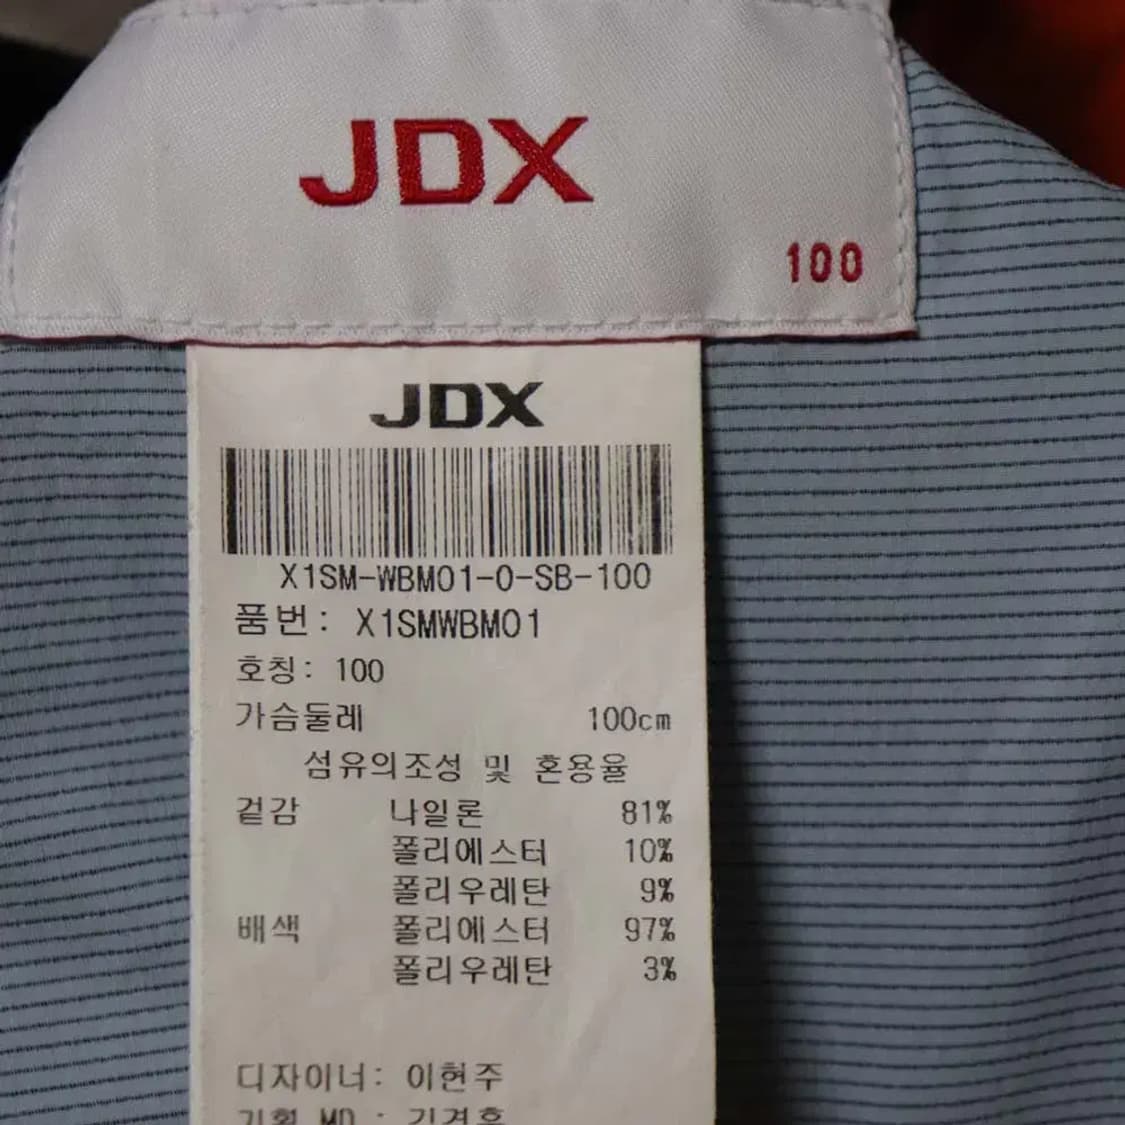 JDX
100
JDX
X1SM-WBM01-0-SB-100
품번: X1SMWBM01
호칭: 100
가슴둘레 100cm
섬유의조성 및 혼용율
겉감 나일론 81%
폴리에스터 10%
폴리우레탄 9%
배색 폴리에스터 97%
폴리우레탄 3%
디자이너: 이현주
기획 MD :